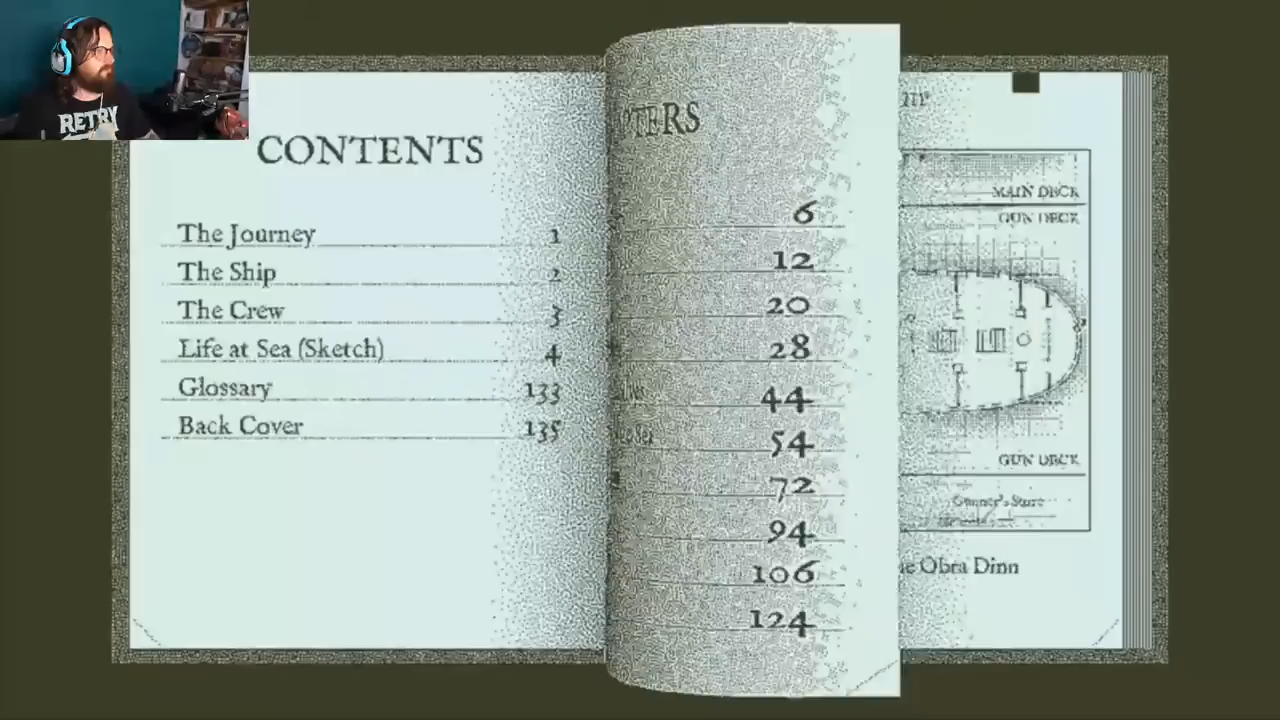 RETRY
CONTENTS
The Journey 1
The Ship 2
The Crew 3
Life at Sea (Sketch) 4
Glossary 133
Back Cover 135
PTERS
6
12
20
28
44
54
72
94
106
124
MAIN DECK
GUN DECK
GUN DECK
Gunner's Store
Obra Dinn